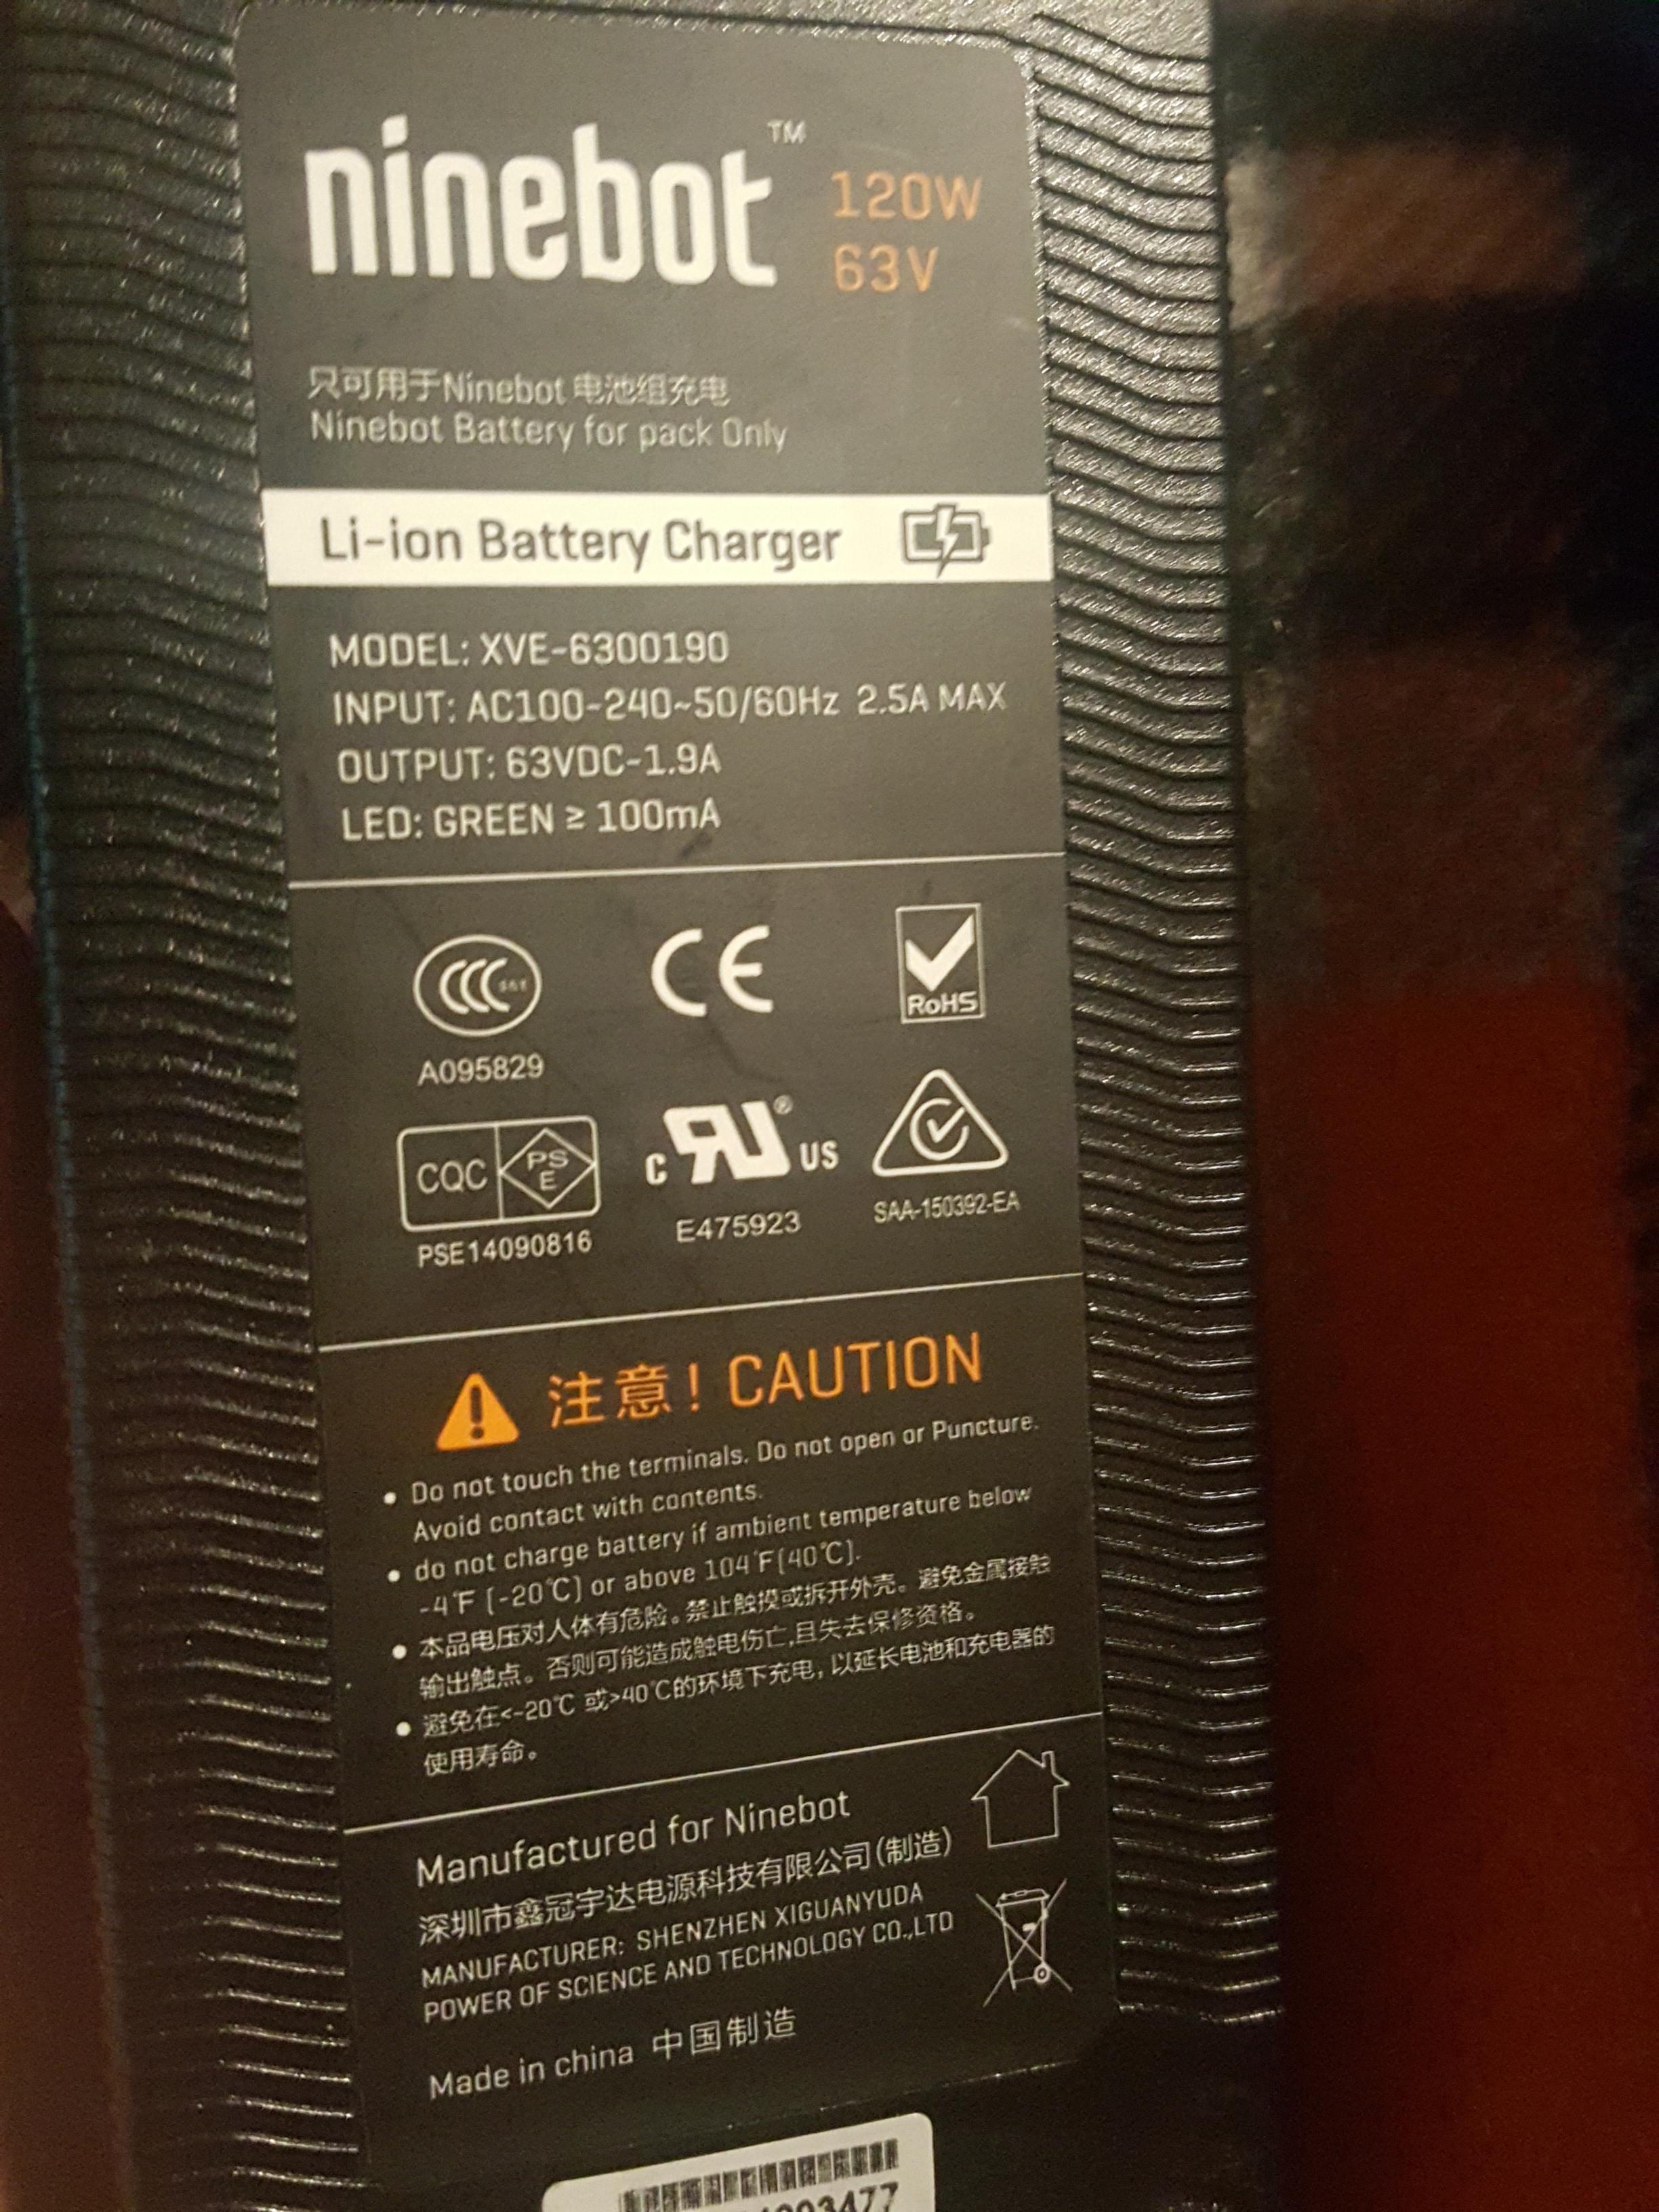 ninebot™
120W
63V
只可用于Ninebot 电池组充电
Ninebot Battery for pack Only
Li-ion Battery Charger
MODEL: XVE-6300190
INPUT: AC100-240~50/60Hz 2.5A MAX
OUTPUT: 63VDC-1.9A
LED: GREEN ≥ 100mA
CCC
CE
RoHS
A095829
CQC PSE
c RU® US
PSE14090816
E475923
SAA-150392-EA
注意! CAUTION
• Do not touch the terminals. Do not open or Puncture.
Avoid contact with contents.
• do not charge battery if ambient temperature below
-4°F [-20°C] or above 104°F[40°C].
• 本品电压对人体有危险。禁止触摸或拆开外壳。避免金属接触
输出触点。否则可能造成触电伤亡,且失去保修资格。
• 避免在<-20℃ 或>40℃的环境下充电, 以延长电池和充电器的
使用寿命。
Manufactured for Ninebot
深圳市鑫冠宇达电源科技有限公司(制造)
MANUFACTURER: SHENZHEN XIGUANYUDA
POWER OF SCIENCE AND TECHNOLOGY CO.,LTD
Made in china 中国制造